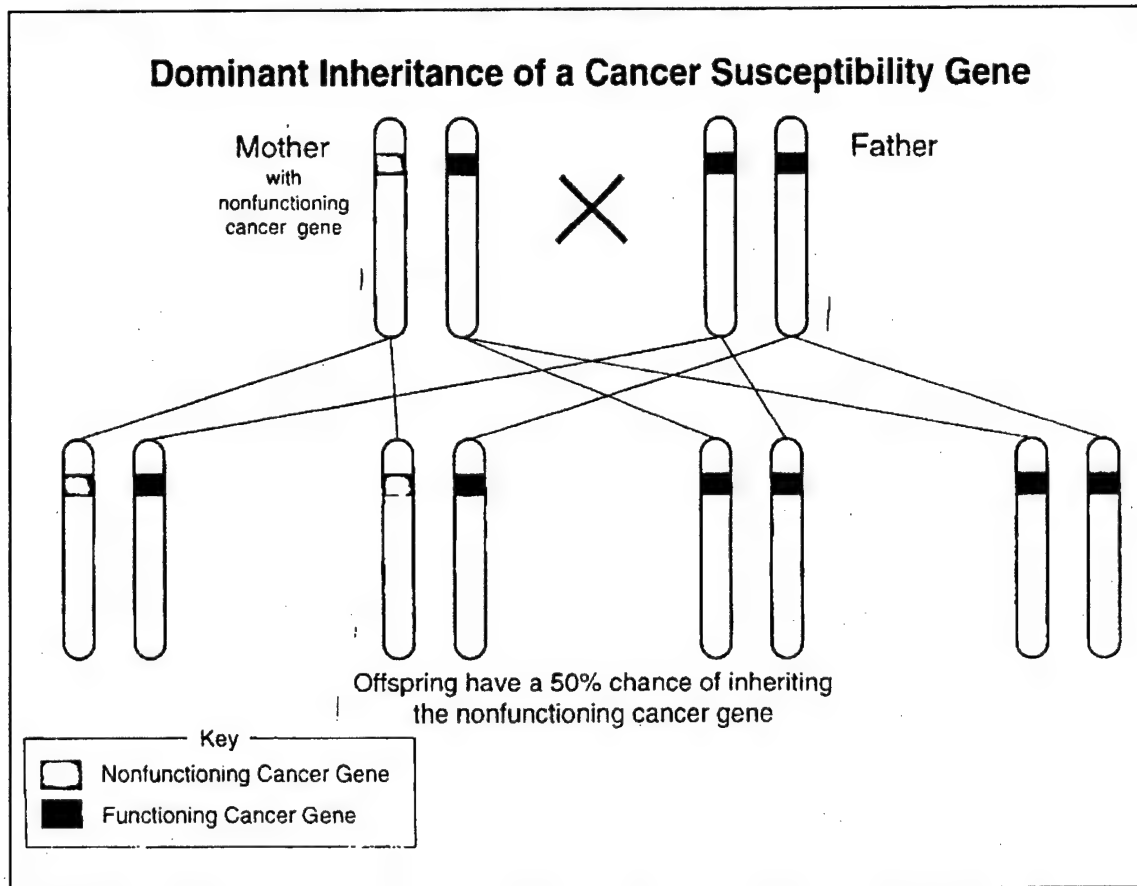 Dominant Inheritance of a Cancer Susceptibility Gene
Mother
with
nonfunctioning
cancer gene
Father
Offspring have a 50% chance of inheriting
the nonfunctioning cancer gene
Key
Nonfunctioning Cancer Gene
Functioning Cancer Gene